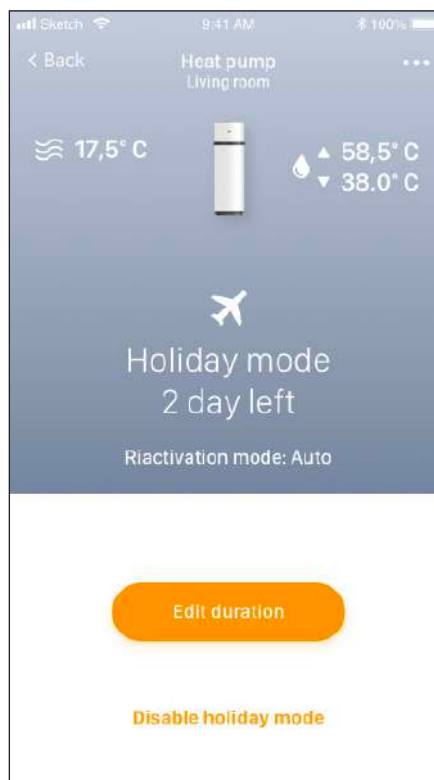 Sketch 9:41 AM 100%
< Back Heat pump •••
Living room
17,5° C ▲ 58,5° C
▼ 38.0° C
Holiday mode
2 day left
Riactivation mode: Auto
Edit duration
Disable holiday mode